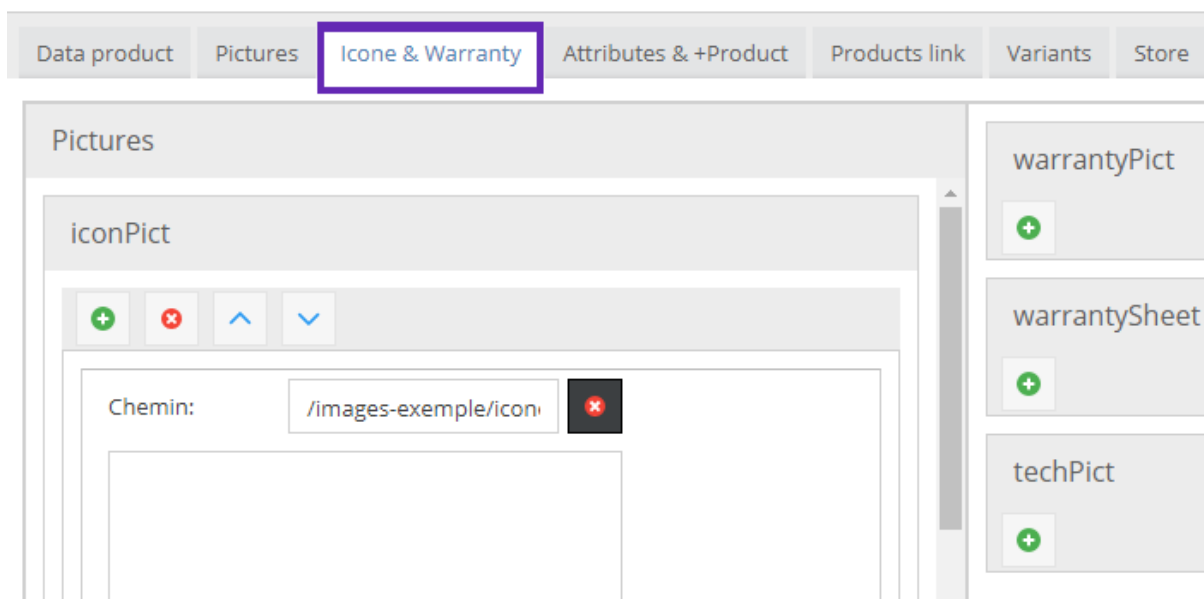 Data product Pictures Icone & Warranty Attributes & +Product Products link Variants Store
Pictures
iconPict
Chemin: /images-exemple/icon
warrantyPict
warrantySheet
techPict